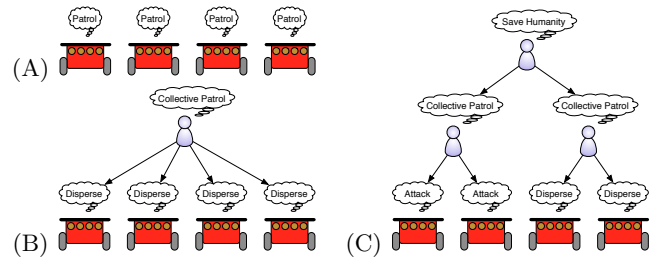 Patrol Patrol Patrol Patrol
(A)
Collective Patrol
Disperse Disperse Disperse Disperse
(B)
Save Humanity
Collective Patrol Collective Patrol
Attack Attack Disperse Disperse
(C)